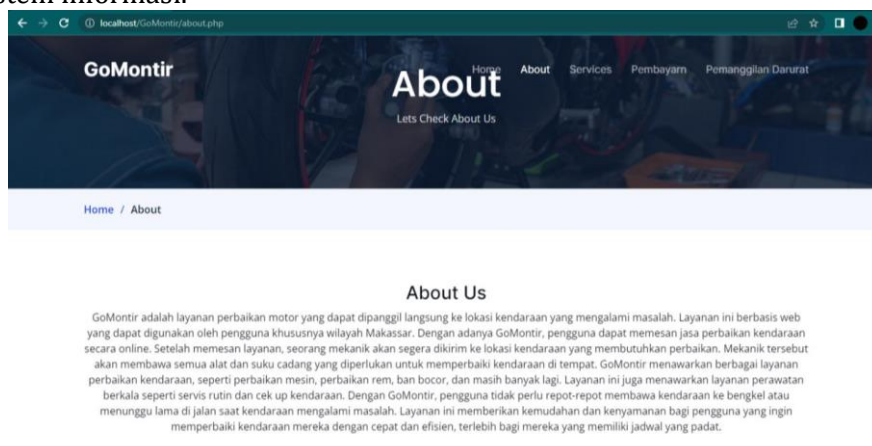 stem informasi.
localhost/GoMontir/about.php
GoMontir
Home About Services Pembayarn Pemanggilan Darurat
About
Lets Check About Us
Home / About
About Us
GoMontir adalah layanan perbaikan motor yang dapat dipanggil langsung ke lokasi kendaraan yang mengalami masalah. Layanan ini berbasis web
yang dapat digunakan oleh pengguna khususnya wilayah Makassar. Dengan adanya GoMontir, pengguna dapat memesan jasa perbaikan kendaraan
secara online. Setelah memesan layanan, seorang mekanik akan segera dikirim ke lokasi kendaraan yang membutuhkan perbaikan. Mekanik tersebut
akan membawa semua alat dan suku cadang yang diperlukan untuk memperbaiki kendaraan di tempat. GoMontir menawarkan berbagai layanan
perbaikan kendaraan, seperti perbaikan mesin, perbaikan rem, ban bocor, dan masih banyak lagi. Layanan ini juga menawarkan layanan perawatan
berkala seperti servis rutin dan cek up kendaraan. Dengan GoMontir, pengguna tidak perlu repot-repot membawa kendaraan ke bengkel atau
menunggu lama di jalan saat kendaraan mengalami masalah. Layanan ini memberikan kemudahan dan kenyamanan bagi pengguna yang ingin
memperbaiki kendaraan mereka dengan cepat dan efisien, terlebih bagi mereka yang memiliki jadwal yang padat.